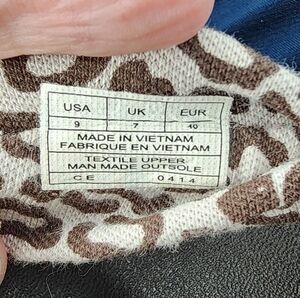 USA UK EUR
9 7 40
MADE IN VIETNAM
FABRIQUE EN VIETNAM
TEXTILE UPPER
MAN MADE OUTSOLE
CE 0414